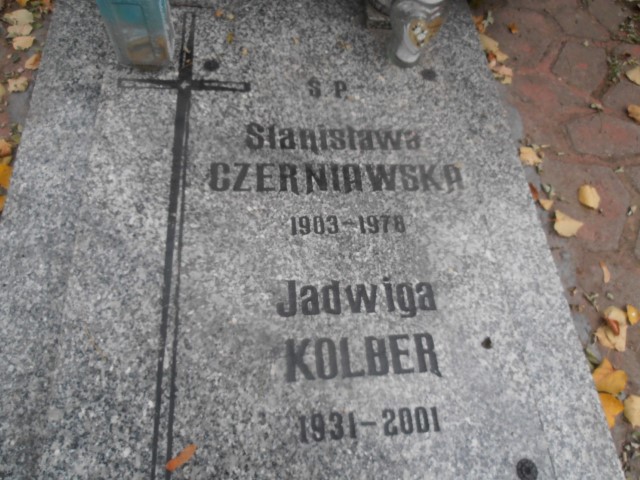 Ś P
Stanisława
CZERNIAWSKA
1903-1978
Jadwiga
KOLBER
1931-2001